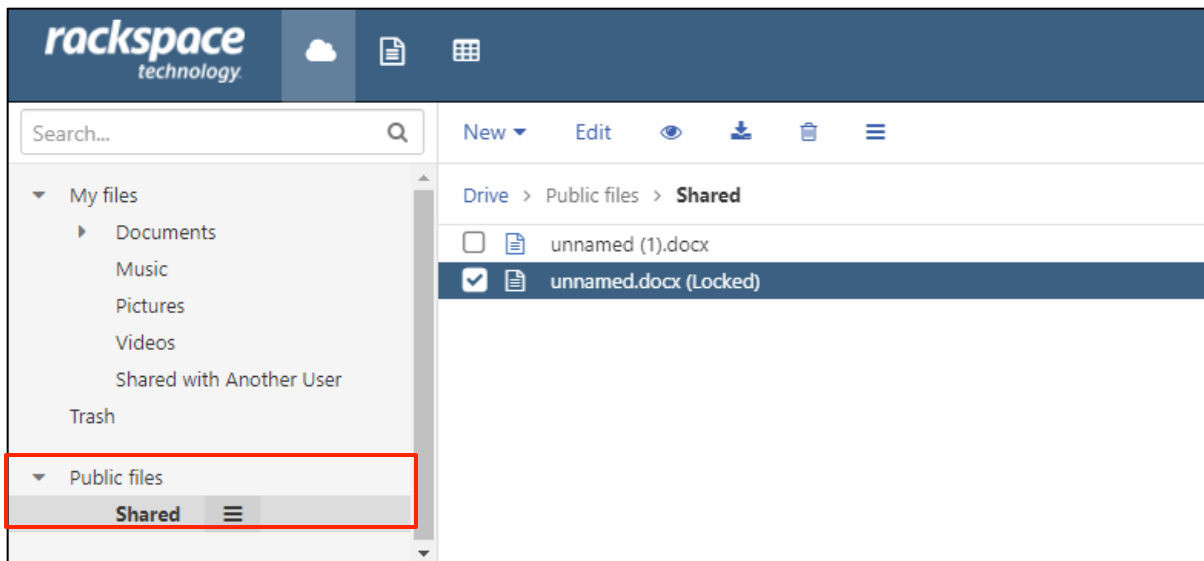 rackspace
technology
Search...
New Edit
My files
Documents
Music
Pictures
Videos
Shared with Another User
Trash
Public files
Shared
Drive > Public files > Shared
unnamed (1).docx
unnamed.docx (Locked)